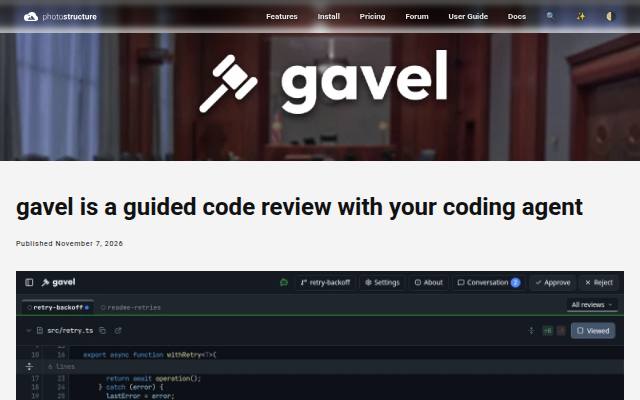 photostructure
Features
Install
Pricing
Forum
User Guide
Docs
gavel
gavel is a guided code review with your coding agent
Published November 7, 2026
gavel
retry-backoff
Settings
About
Conversation 2
Approve
Reject
retry-backoff
readme-retries
All reviews
src/retry.ts
Viewed
10 16 export async function withRetry<T>(
6 lines
17 23 return await operation();
18 24 } catch (error) {
19 25 lastError = error;